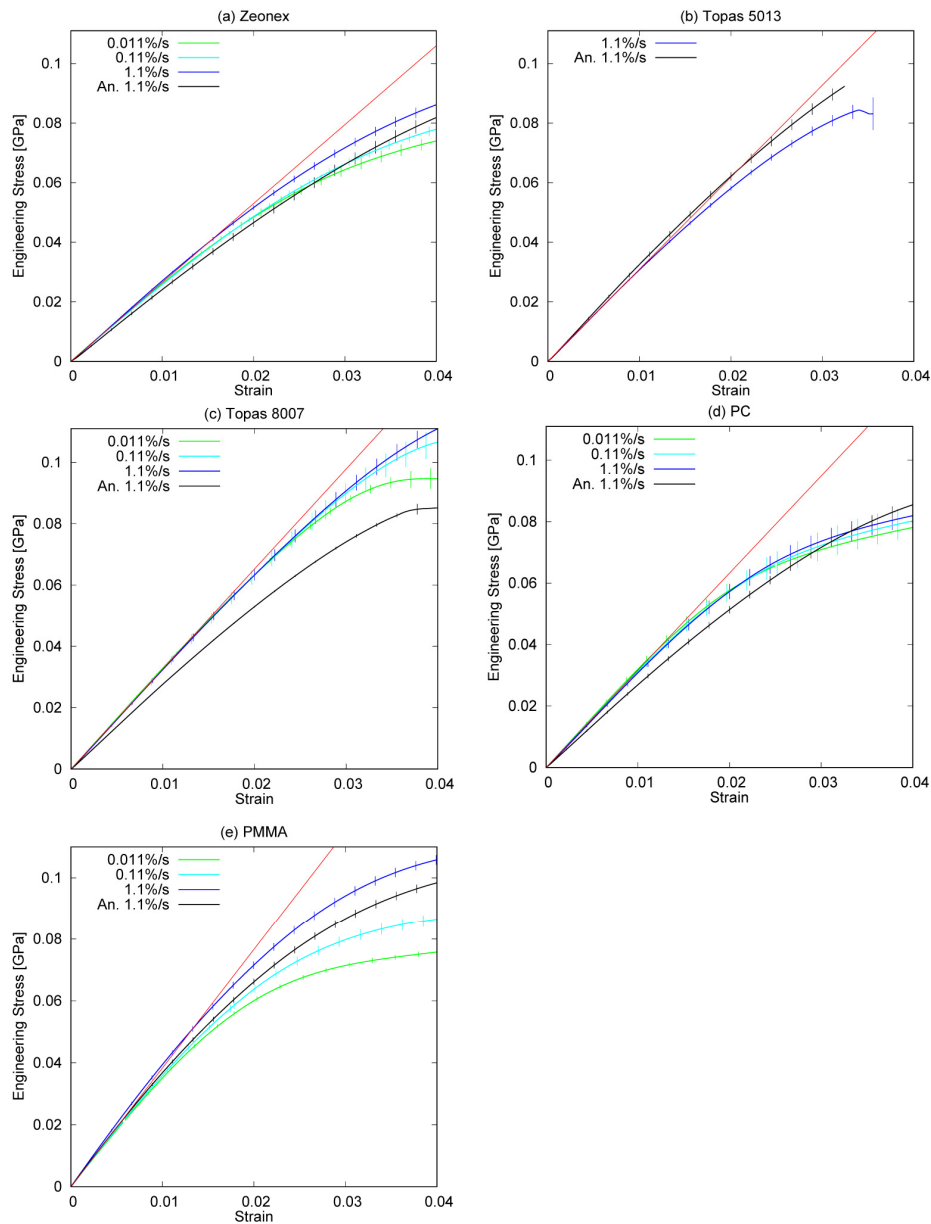 (a) Zeonex
Engineering Stress [GPa]
0.011%/s
0.11%/s
1.1%/s
An. 1.1%/s
0.1
0.08
0.06
0.04
0.02
0
0 0.01 0.02 0.03 0.04
Strain
(b) Topas 5013
Engineering Stress [GPa]
1.1%/s
An. 1.1%/s
0.1
0.08
0.06
0.04
0.02
0
0 0.01 0.02 0.03 0.04
Strain
(c) Topas 8007
Engineering Stress [GPa]
0.011%/s
0.11%/s
1.1%/s
An. 1.1%/s
0.1
0.08
0.06
0.04
0.02
0
0 0.01 0.02 0.03 0.04
Strain
(d) PC
Engineering Stress [GPa]
0.011%/s
0.11%/s
1.1%/s
An. 1.1%/s
0.1
0.08
0.06
0.04
0.02
0
0 0.01 0.02 0.03 0.04
Strain
(e) PMMA
Engineering Stress [GPa]
0.011%/s
0.11%/s
1.1%/s
An. 1.1%/s
0.1
0.08
0.06
0.04
0.02
0
0 0.01 0.02 0.03 0.04
Strain